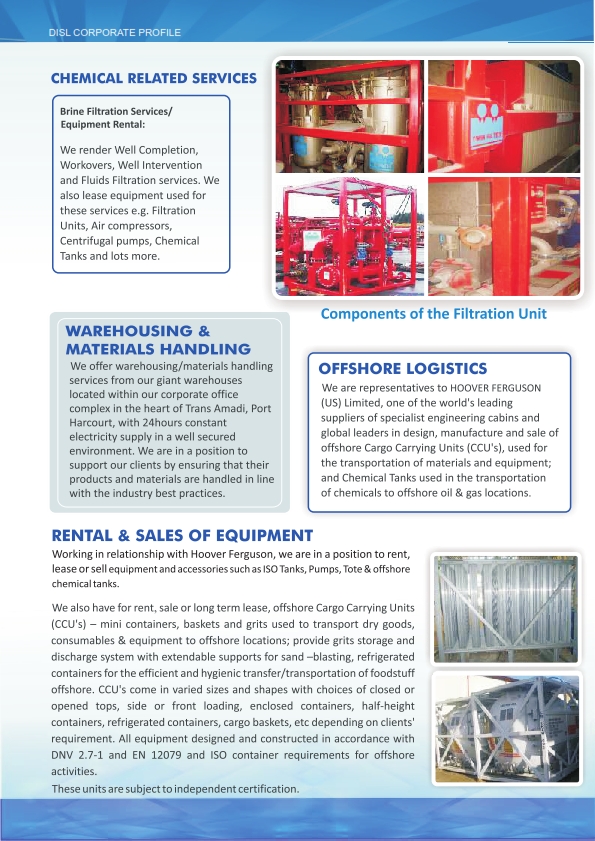 DISL CORPORATE PROFILE
CHEMICAL RELATED SERVICES
Brine Filtration Services/
Equipment Rental:
We render Well Completion,
Workovers, Well Intervention
and Fluids Filtration services. We
also lease equipment used for
these services e.g. Filtration
Units, Air compressors,
Centrifugal pumps, Chemical
Tanks and lots more.
Components of the Filtration Unit
WAREHOUSING &
MATERIALS HANDLING
We offer warehousing/materials handling
services from our giant warehouses
located within our corporate office
complex in the heart of Trans Amadi, Port
Harcourt, with 24hours constant
electricity supply in a well secured
environment. We are in a position to
support our clients by ensuring that their
products and materials are handled in line
with the industry best practices.
OFFSHORE LOGISTICS
We are representatives to HOOVER FERGUSON
(US) Limited, one of the world's leading
suppliers of specialist engineering cabins and
global leaders in design, manufacture and sale of
offshore Cargo Carrying Units (CCU's), used for
the transportation of materials and equipment;
and Chemical Tanks used in the transportation
of chemicals to offshore oil & gas locations.
RENTAL & SALES OF EQUIPMENT
Working in relationship with Hoover Ferguson, we are in a position to rent,
lease or sell equipment and accessories such as ISO Tanks, Pumps, Tote & offshore
chemical tanks.
We also have for rent, sale or long term lease, offshore Cargo Carrying Units
(CCU's) – mini containers, baskets and grits used to transport dry goods,
consumables & equipment to offshore locations; provide grits storage and
discharge system with extendable supports for sand –blasting, refrigerated
containers for the efficient and hygienic transfer/transportation of foodstuff
offshore. CCU's come in varied sizes and shapes with choices of closed or
opened tops, side or front loading, enclosed containers, half-height
containers, refrigerated containers, cargo baskets, etc depending on clients'
requirement. All equipment designed and constructed in accordance with
DNV 2.7-1 and EN 12079 and ISO container requirements for offshore
activities.
These units are subject to independent certification.